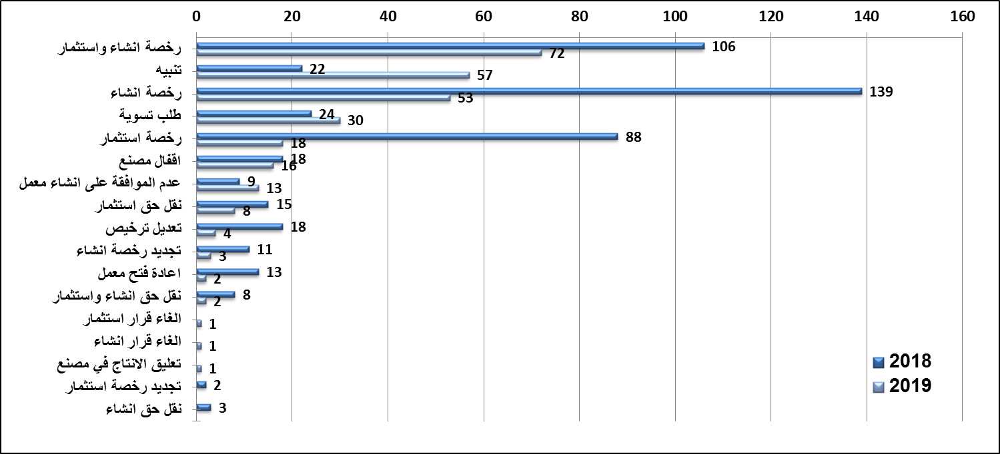 0 20 40 60 80 100 120 140 160
رخصة انشاء واستثمار 106
72
تنبيه 22
57
رخصة انشاء 139
53
طلب تسوية 24
30
رخصة استثمار 88
18
اقفال مصنع 18
16
عدم الموافقة على انشاء معمل 9
13
نقل حق استثمار 15
8
تعديل ترخيص 18
4
تجديد رخصة انشاء 11
3
اعادة فتح معمل 13
2
نقل حق انشاء واستثمار 8
2
الغاء قرار استثمار 1
الغاء قرار انشاء 1
تعليق الانتاج في مصنع 1
تجديد رخصة استثمار 2
نقل حق انشاء 3
2018
2019